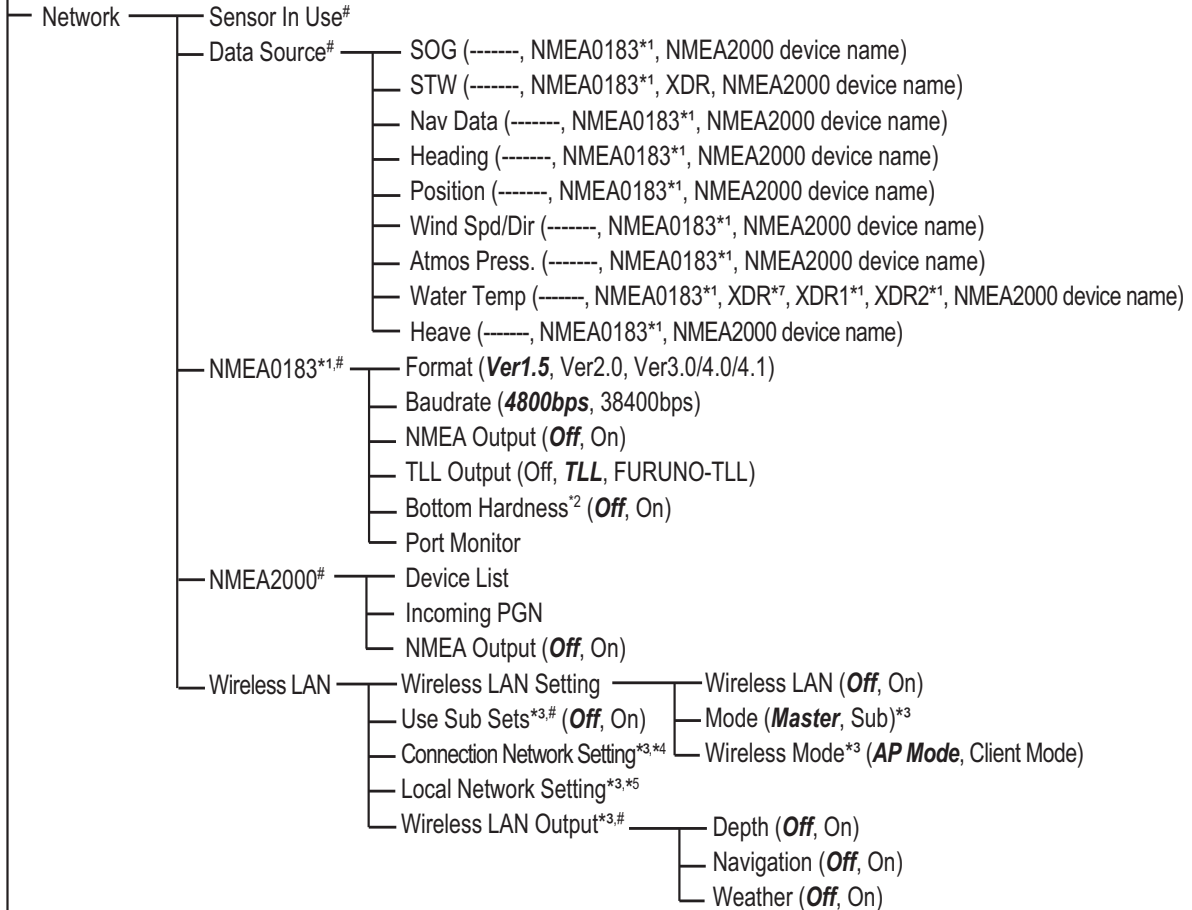 Network
Sensor In Use#
Data Source#
SOG (-------, NMEA0183*1, NMEA2000 device name)
STW (-------, NMEA0183*1, XDR, NMEA2000 device name)
Nav Data (-------, NMEA0183*1, NMEA2000 device name)
Heading (-------, NMEA0183*1, NMEA2000 device name)
Position (-------, NMEA0183*1, NMEA2000 device name)
Wind Spd/Dir (-------, NMEA0183*1, NMEA2000 device name)
Atmos Press. (-------, NMEA0183*1, NMEA2000 device name)
Water Temp (-------, NMEA0183*1, XDR*7, XDR1*1, XDR2*1, NMEA2000 device name)
Heave (-------, NMEA0183*1, NMEA2000 device name)
NMEA0183*1,#
Format (Ver1.5, Ver2.0, Ver3.0/4.0/4.1)
Baudrate (4800bps, 38400bps)
NMEA Output (Off, On)
TLL Output (Off, TLL, FURUNO-TLL)
Bottom Hardness*2 (Off, On)
Port Monitor
NMEA2000#
Device List
Incoming PGN
NMEA Output (Off, On)
Wireless LAN
Wireless LAN Setting
Wireless LAN (Off, On)
Mode (Master, Sub)*3
Wireless Mode*3 (AP Mode, Client Mode)
Use Sub Sets*3,# (Off, On)
Connection Network Setting*3,*4
Local Network Setting*3,*5
Wireless LAN Output*3,#
Depth (Off, On)
Navigation (Off, On)
Weather (Off, On)